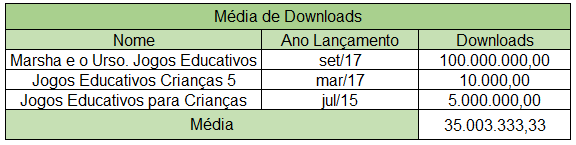 Média de Downloads
Nome Ano Lançamento Downloads
Marsha e o Urso. Jogos Educativos set/17 100.000.000,00
Jogos Educativos Crianças 5 mar/17 10.000,00
Jogos Educativos para Crianças jul/15 5.000.000,00
Média 35.003.333,33